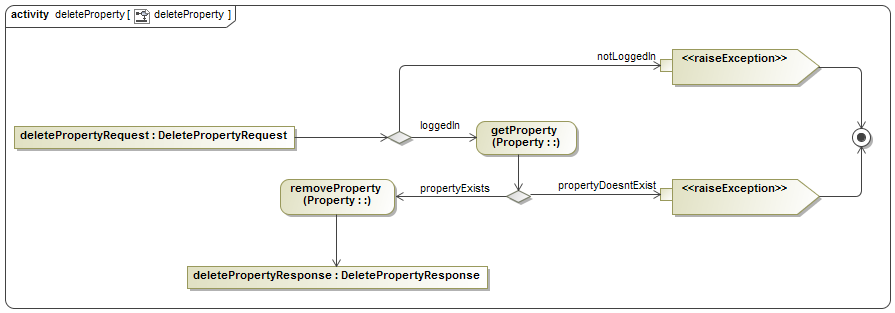 activity deleteProperty [ deleteProperty ]
notLoggedIn
<<raiseException>>
deletePropertyRequest : DeletePropertyRequest
loggedIn
getProperty
(Property : :)
removeProperty
(Property : :)
propertyExists
propertyDoesntExist
<<raiseException>>
deletePropertyResponse : DeletePropertyResponse